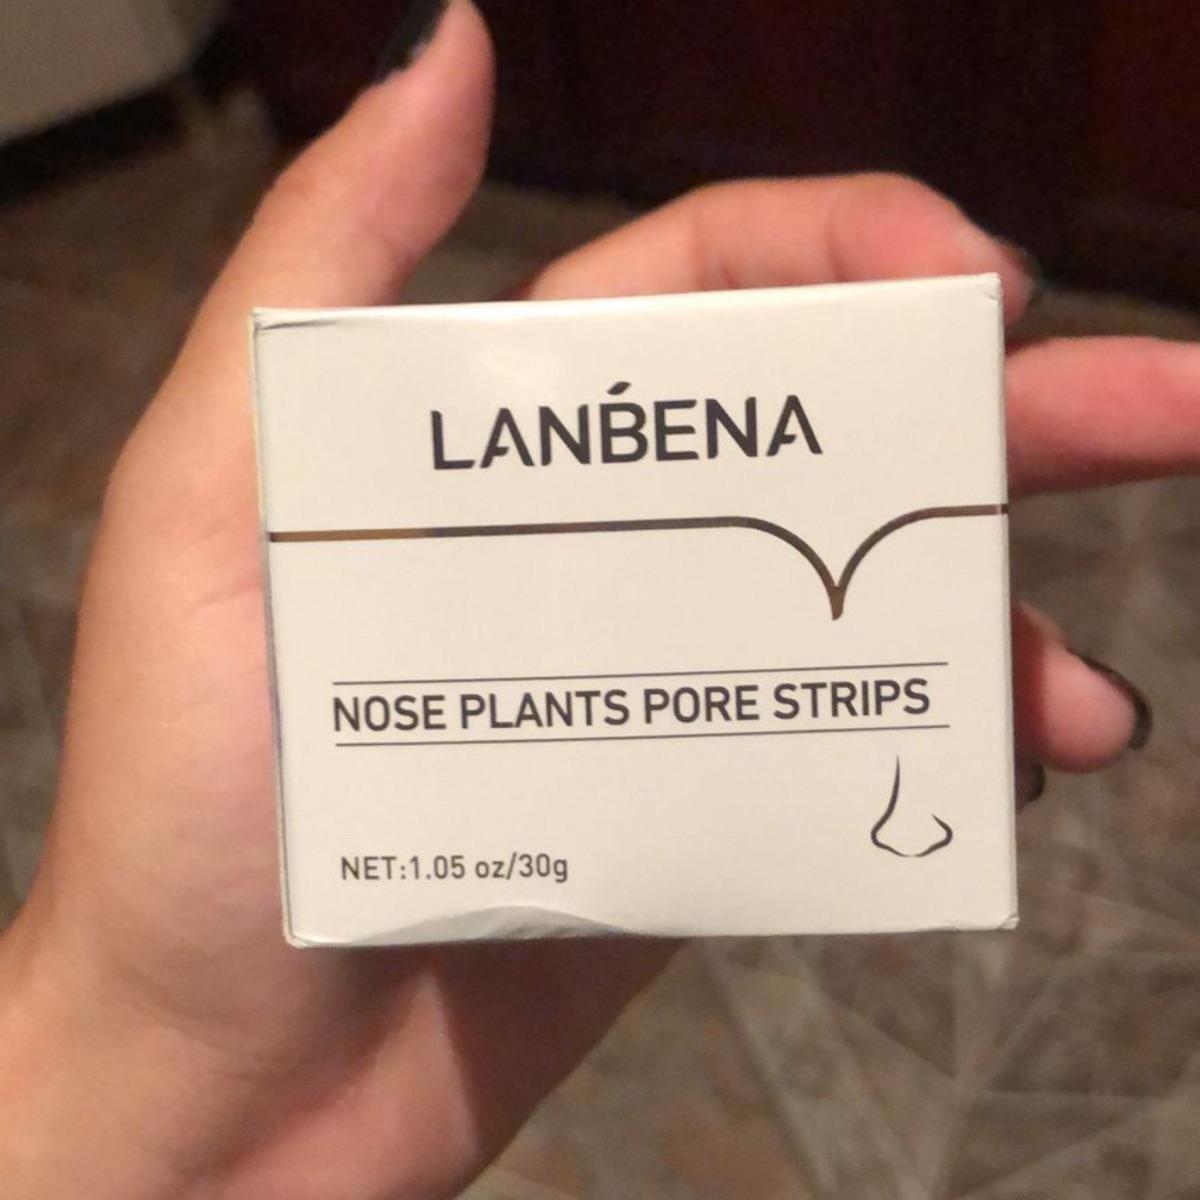 LANBENA
NOSE PLANTS PORE STRIPS
NET:1.05 oz/30g